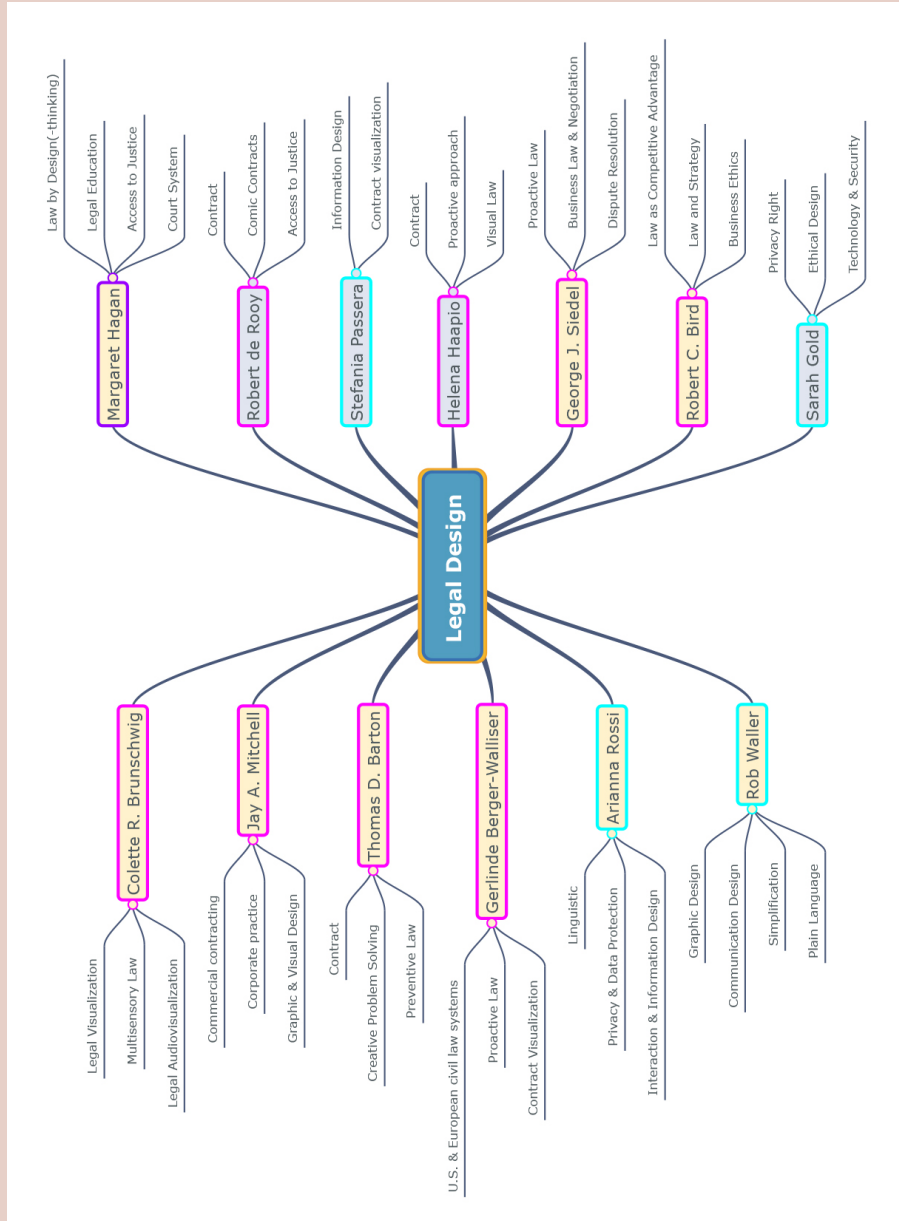 Legal Design
Margaret Hagan
Law by Design(-thinking)
Legal Education
Access to Justice
Court System
Robert de Rooy
Contract
Comic Contracts
Access to Justice
Stefania Passera
Information Design
Contract visualization
Helena Haapio
Contract
Proactive approach
Visual Law
George J. Siedel
Proactive Law
Business Law & Negotiation
Dispute Resolution
Robert C. Bird
Law as Competitive Advantage
Law and Strategy
Business Ethics
Sarah Gold
Privacy Right
Ethical Design
Technology & Security
Colette R. Brunschwig
Legal Visualization
Multisensory Law
Legal Audiovisualization
Jay A. Mitchell
Commercial contracting
Corporate practice
Graphic & Visual Design
Thomas D. Barton
Contract
Creative Problem Solving
Preventive Law
Gerlinde Berger-Walliser
U.S. & European civil law systems
Proactive Law
Contract Visualization
Arianna Rossi
Linguistic
Privacy & Data Protection
Interaction & Information Design
Rob Waller
Graphic Design
Communication Design
Simplification
Plain Language